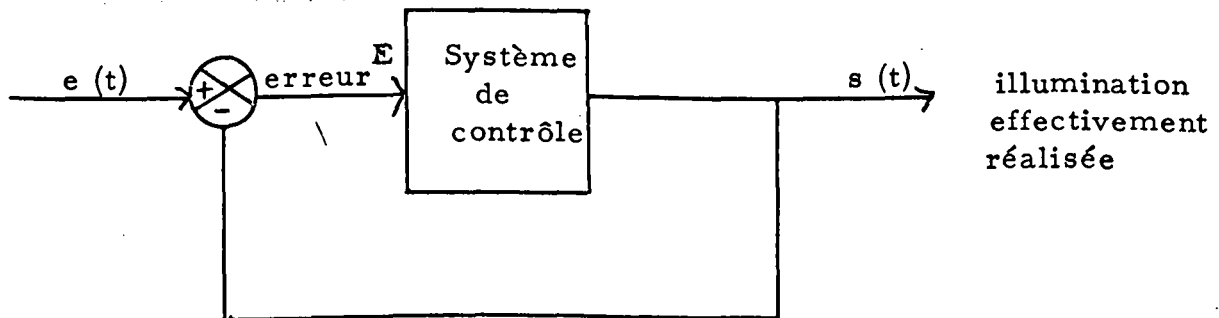 e (t)
+
-
erreur E
Système
de
contrôle
s (t)
illumination
effectivement
réalisée